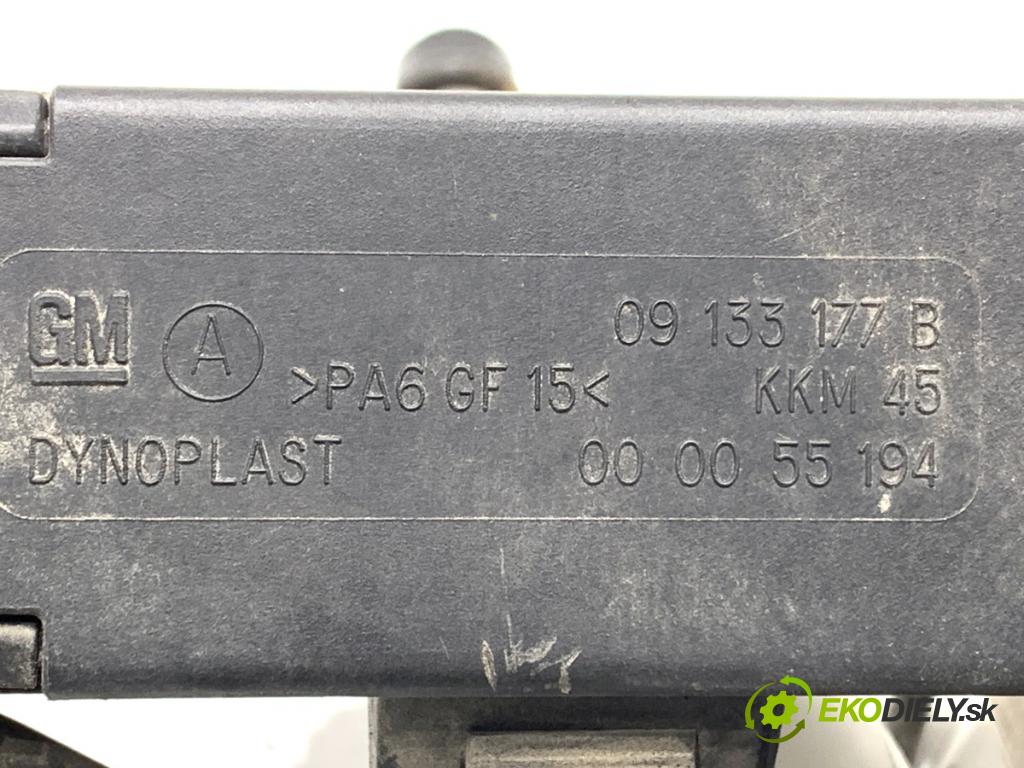 GM A 09 133 177 B
>PA6 GF 15< KKM 45
DYNOPLAST 00 00 55 194
EKODIELY.sk